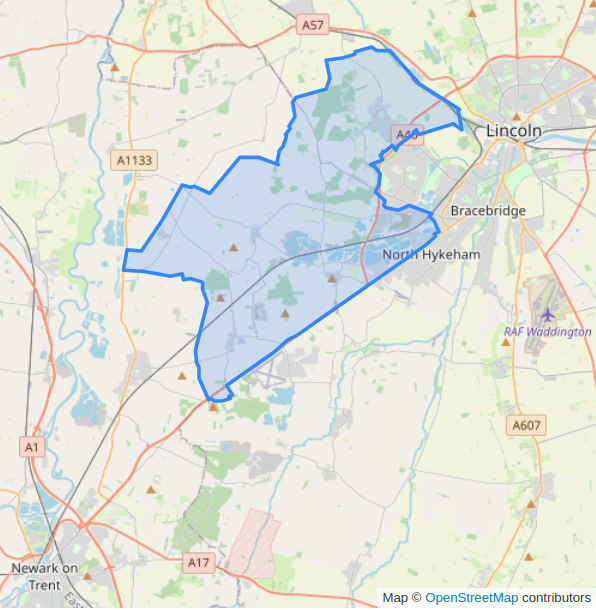 A57
A46
Lincoln
A1133
Bracebridge
North Hykeham
RAF Waddington
A607
A1
A17
Newark on
Trent
Map © OpenStreetMap contributors